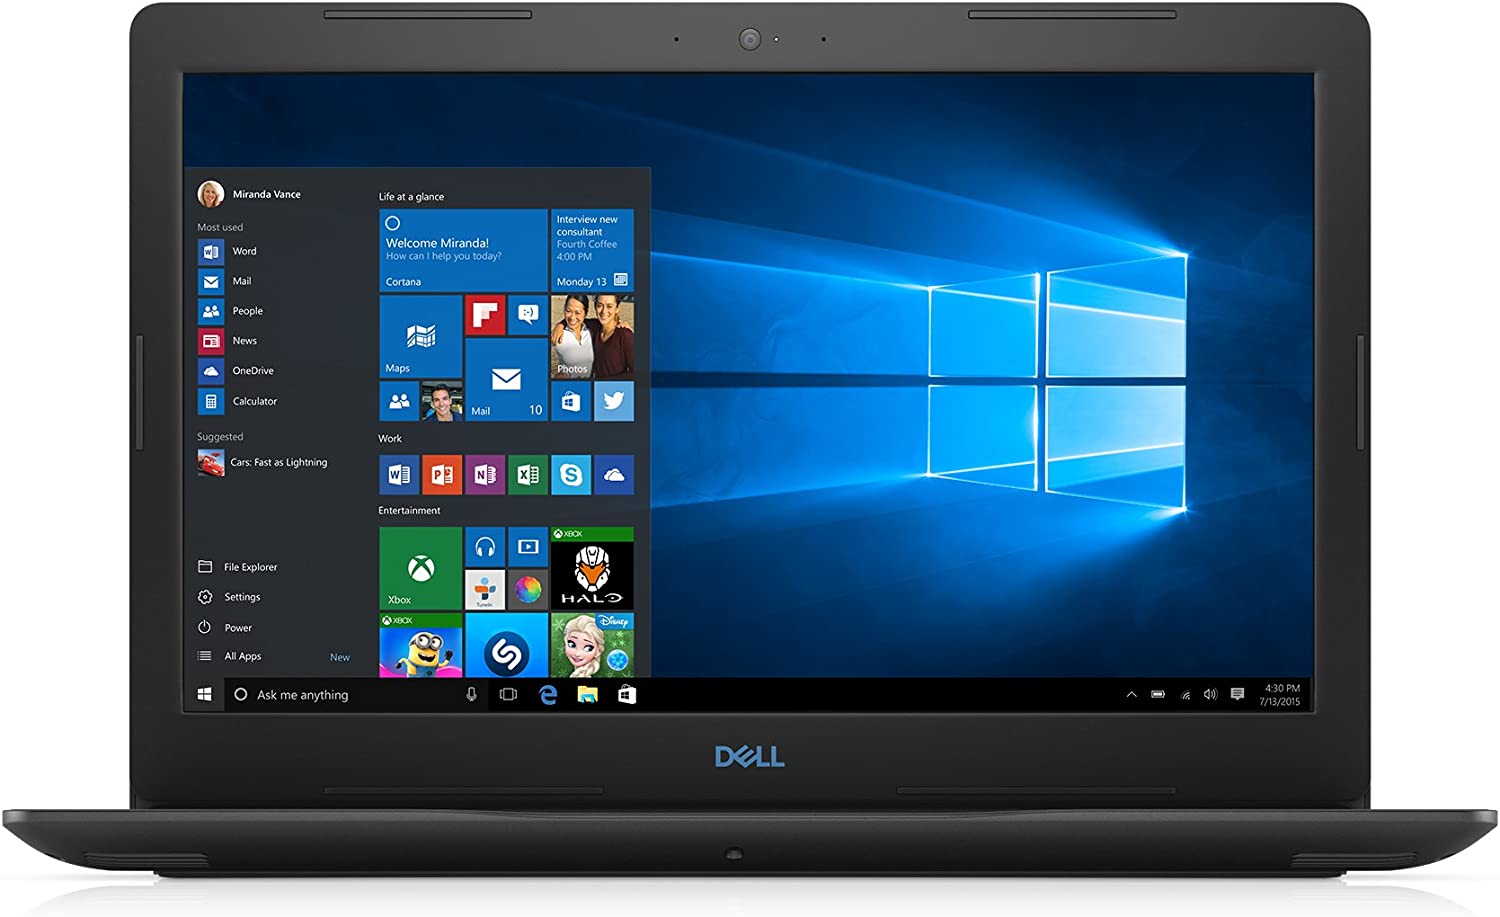 Miranda Vance
Most used
Word
Mail
People
News
OneDrive
Calculator
Suggested
Cars: Fast as Lightning
File Explorer
Settings
Power
All Apps
New
Life at a glance
Welcome Miranda!
How can I help you today?
Cortana
Interview new
consultant
Fourth Coffee
4:00 PM
Monday 13
Maps
Mail
10
Photos
Work
Entertainment
Xbox
TuneIn
XBOX
HALO
XBOX
Disney
Ask me anything
4:30 PM
7/13/2015
DELL